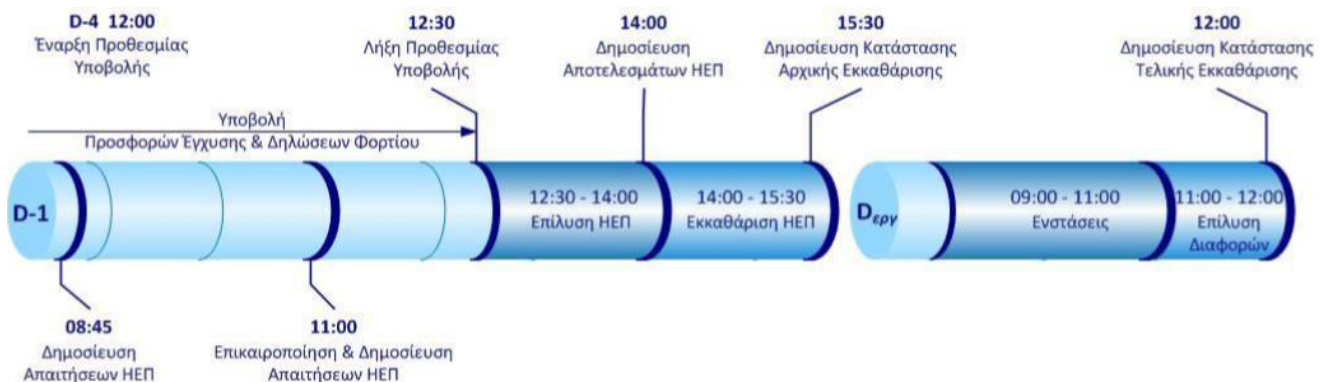 D-4 12:00
Έναρξη Προθεσμίας
Υποβολής
12:30
Λήξη Προθεσμίας
Υποβολής
14:00
Δημοσίευση
Αποτελεσμάτων ΗΕΠ
15:30
Δημοσίευση Κατάστασης
Αρχικής Εκκαθάρισης
12:00
Δημοσίευση Κατάστασης
Τελικής Εκκαθάρισης
Υποβολή
Προσφορών Έγχυσης & Δηλώσεων Φορτίου
D-1
12:30 - 14:00
Επίλυση ΗΕΠ
14:00 - 15:30
Εκκαθάριση ΗΕΠ
Dεργ
09:00 - 11:00
Ενστάσεις
11:00 - 12:00
Επίλυση
Διαφορών
08:45
Δημοσίευση
Απαιτήσεων ΗΕΠ
11:00
Επικαιροποίηση & Δημοσίευση
Απαιτήσεων ΗΕΠ